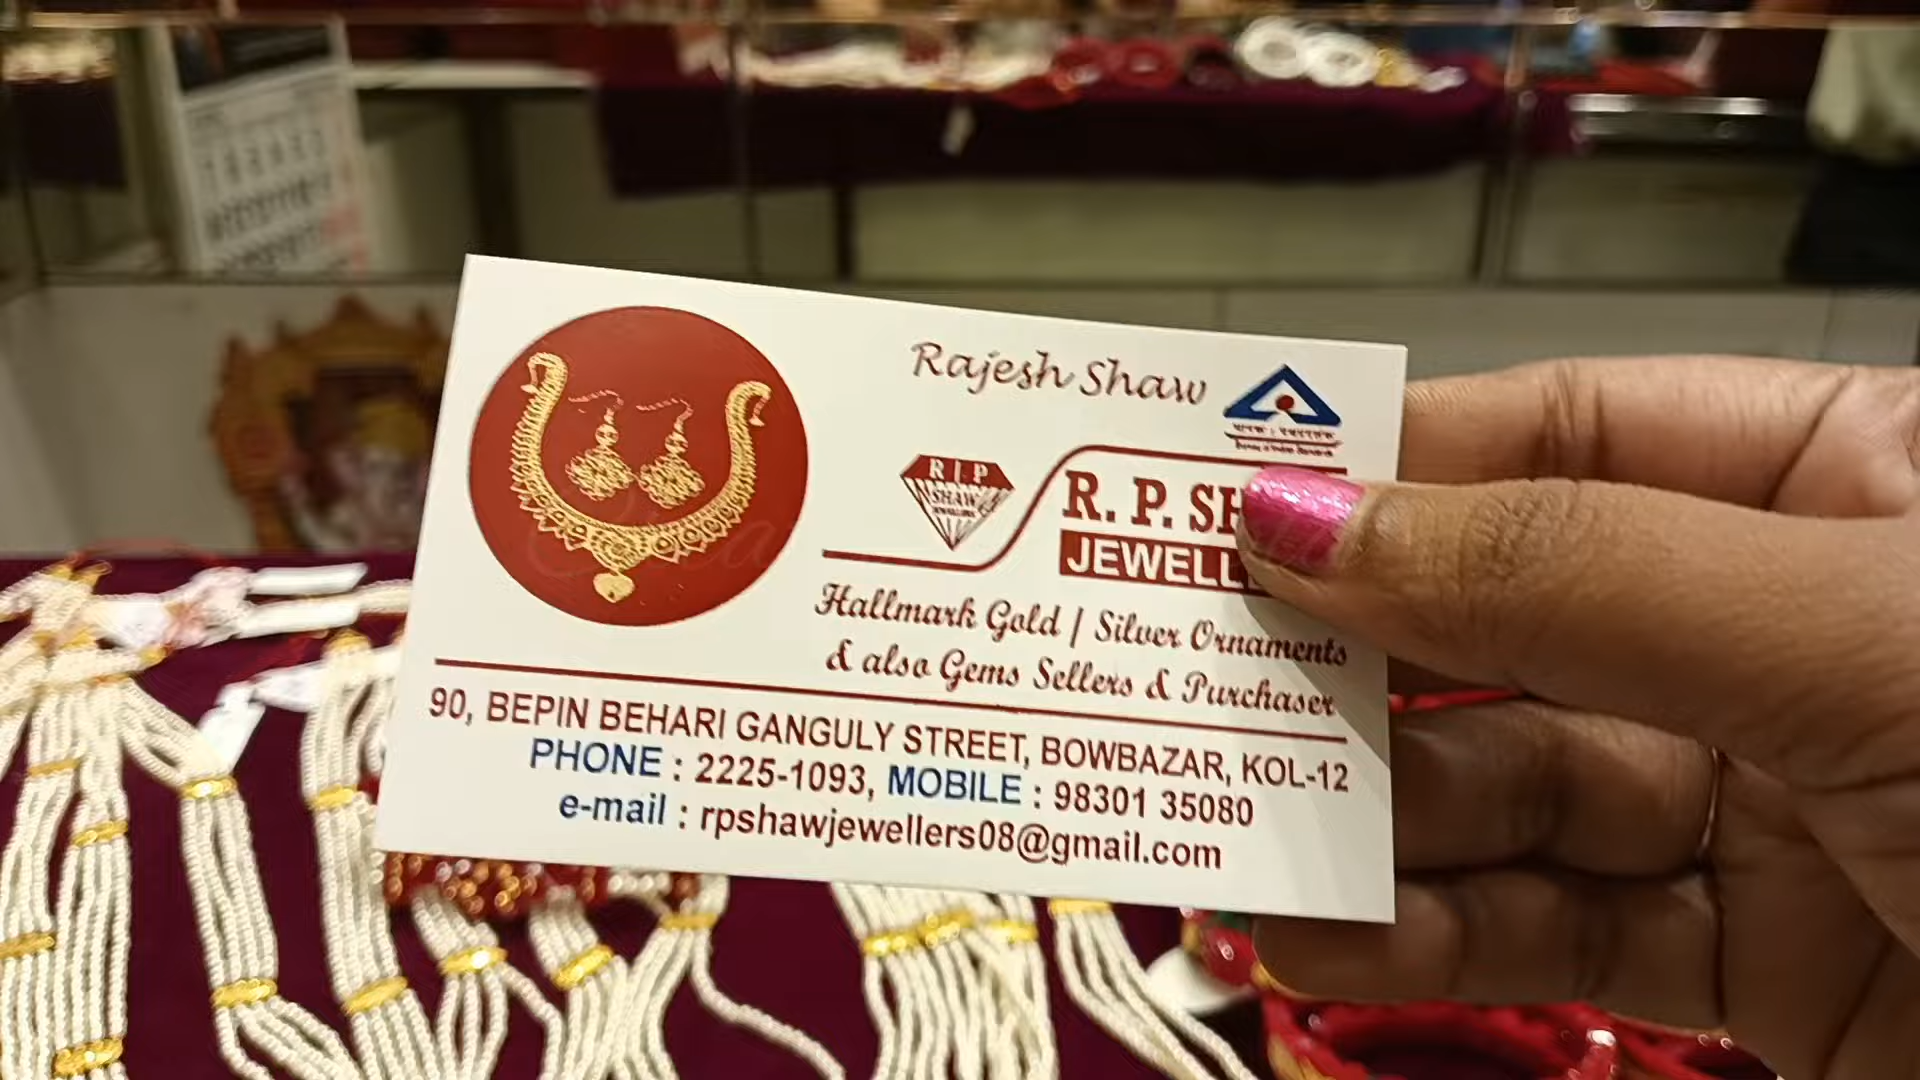 Rajesh Shaw
R | P
SHAW
JEWELLERS
R. P. SH
JEWELL
Hallmark Gold | Silver Ornaments
& also Gems Sellers & Purchaser
90, BEPIN BEHARI GANGULY STREET, BOWBAZAR, KOL-12
PHONE : 2225-1093, MOBILE : 98301 35080
e-mail : rpshawjewellers08@gmail.com